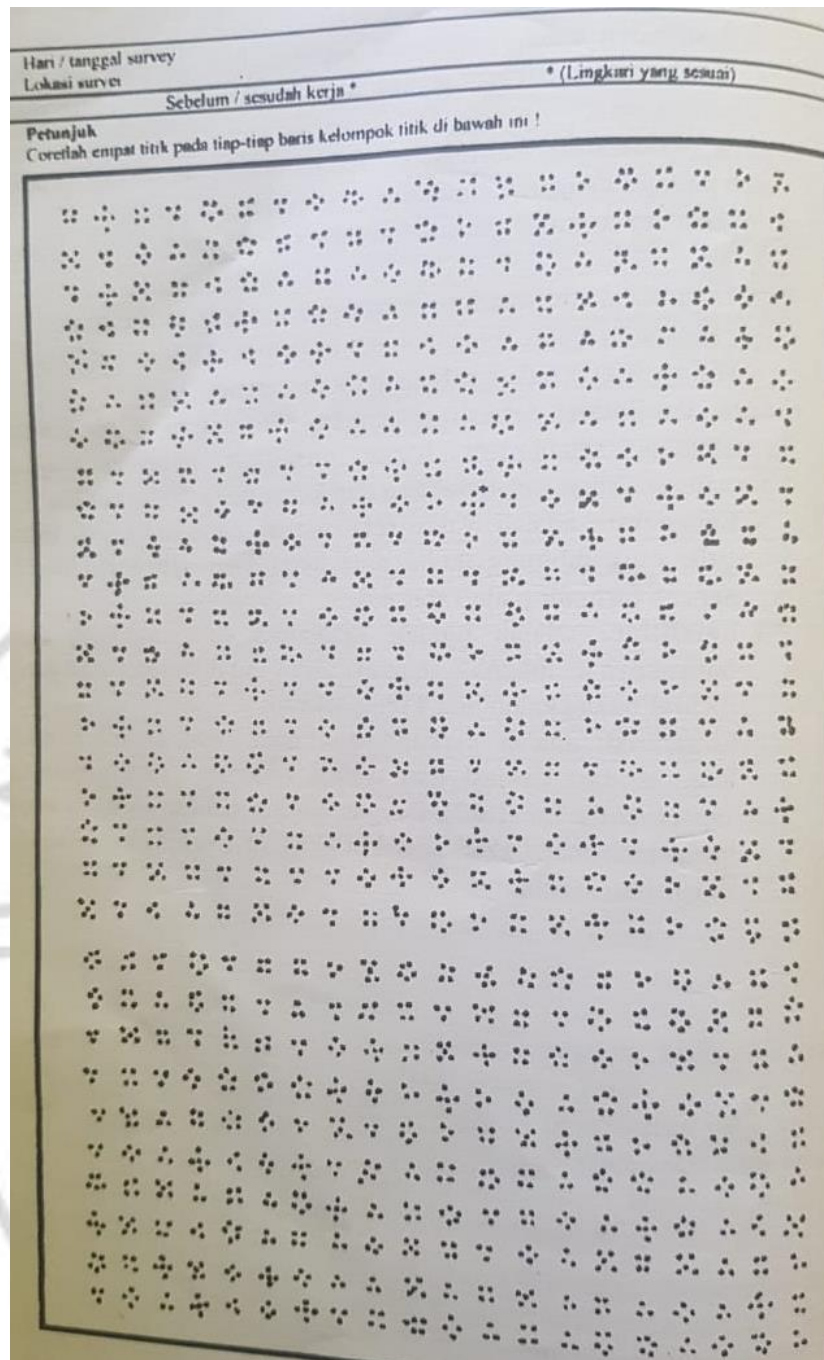 Hari / tanggal survey
Lokasi survei
Sebelum / sesudah kerja * * (Lingkari yang sesuai)
Petunjuk
Coretlah empat titik pada tiap-tiap baris kelompok titik di bawah ini !